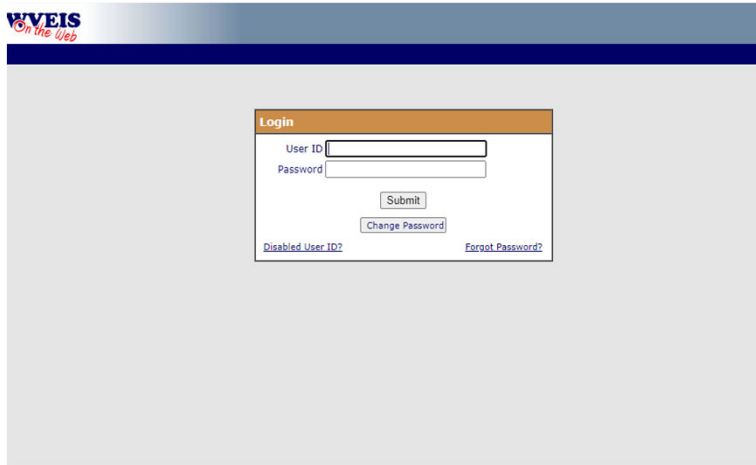 WVEIS
On the Web
Login
User ID
Password
Submit
Change Password
Disabled User ID? Forgot Password?